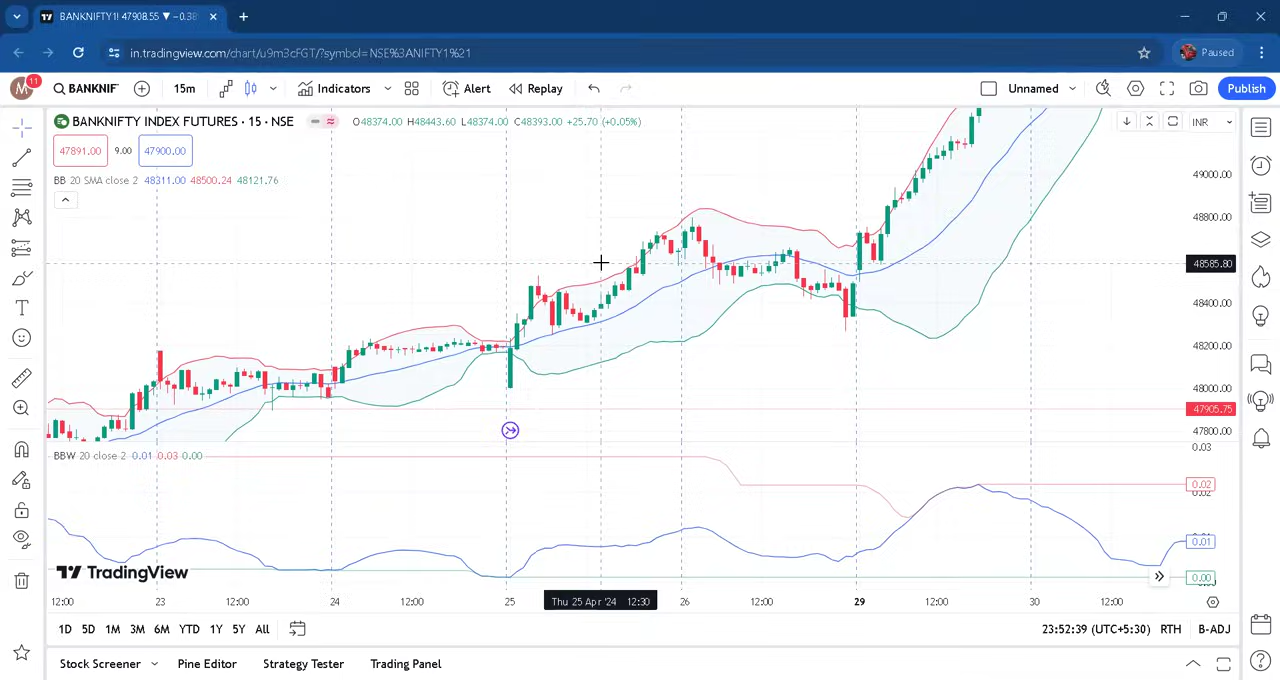 BANKNIFTY1! 47908.55 ▼ −0.38
in.tradingview.com/chart/u9m3cFGT/?symbol=NSE%3ANIFTY1%21
Paused
M 11 BANKNIF 15m Indicators Alert Replay Unnamed Publish
BANKNIFTY INDEX FUTURES · 15 · NSE O48374.00 H48443.60 L48374.00 C48393.00 +25.70 (+0.05%) INR
47891.00 9.00 47900.00
BB 20 SMA close 2 48311.00 48500.24 48121.76
49000.00
48800.00
48585.80
48400.00
48200.00
48000.00
47905.75
47800.00
0.03
BBW 20 close 2 0.01 0.03 0.00
0.02
0.01
TradingView
0.00
12:00 23 12:00 24 12:00 25 Thu 25 Apr '24 12:30 26 12:00 29 12:00 30 12:00
1D 5D 1M 3M 6M YTD 1Y 5Y All 23:52:39 (UTC+5:30) RTH B-ADJ
Stock Screener Pine Editor Strategy Tester Trading Panel